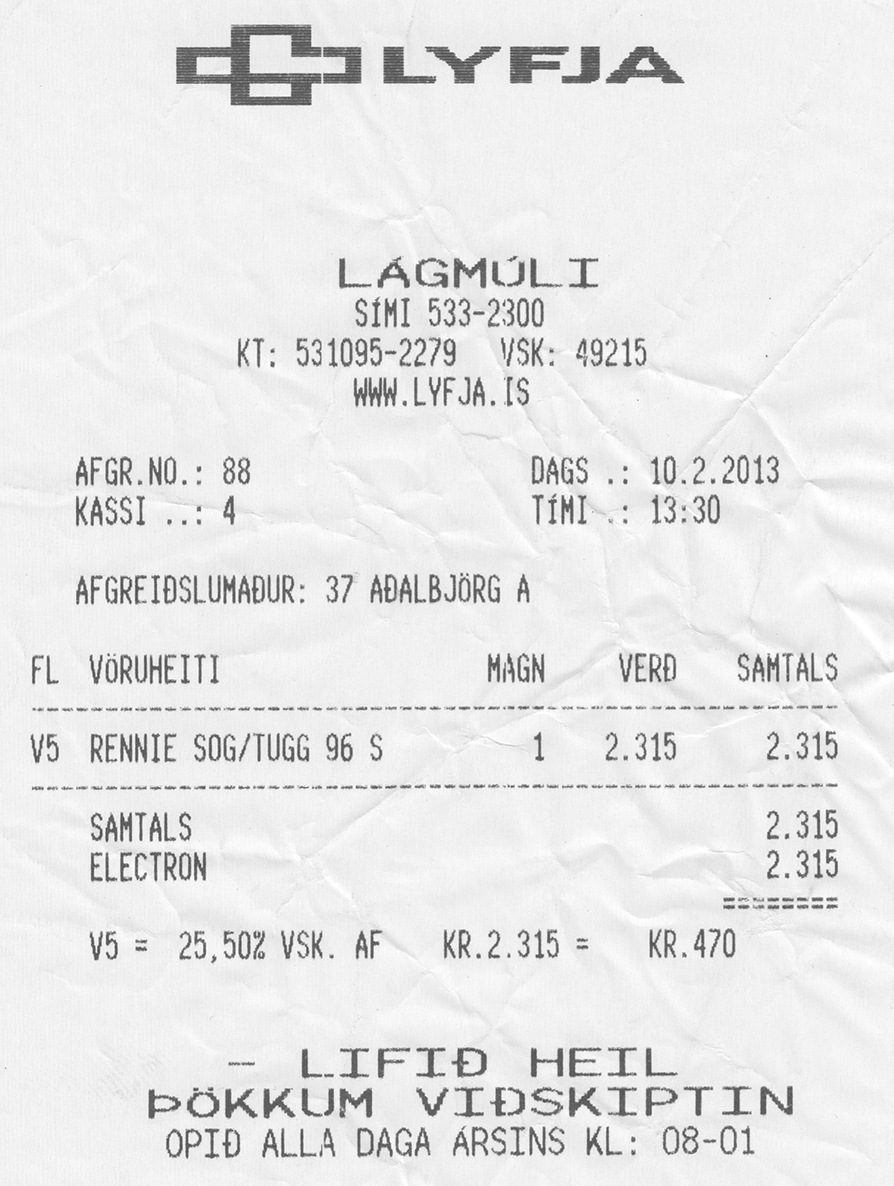 LYFJA
LÁGMÚLI
SÍMI 533-2300
KT: 531095-2279 VSK: 49215
WWW.LYFJA.IS
AFGR.NO.: 88 DAGS .: 10.2.2013
KASSI ..: 4 TÍMI .: 13:30
AFGREIÐSLUMAÐUR: 37 AÐALBJÖRG A
FL VÖRUHEITI MAGN VERÐ SAMTALS
V5 RENNIE SOG/TUGG 96 S 1 2.315 2.315
SAMTALS 2.315
ELECTRON 2.315
========
V5 = 25,50% VSK. AF KR.2.315 = KR.470
- LIFIÐ HEIL
ÞÖKKUM VIÐSKIPTIN
OPIÐ ALLA DAGA ÁRSINS KL: 08-01